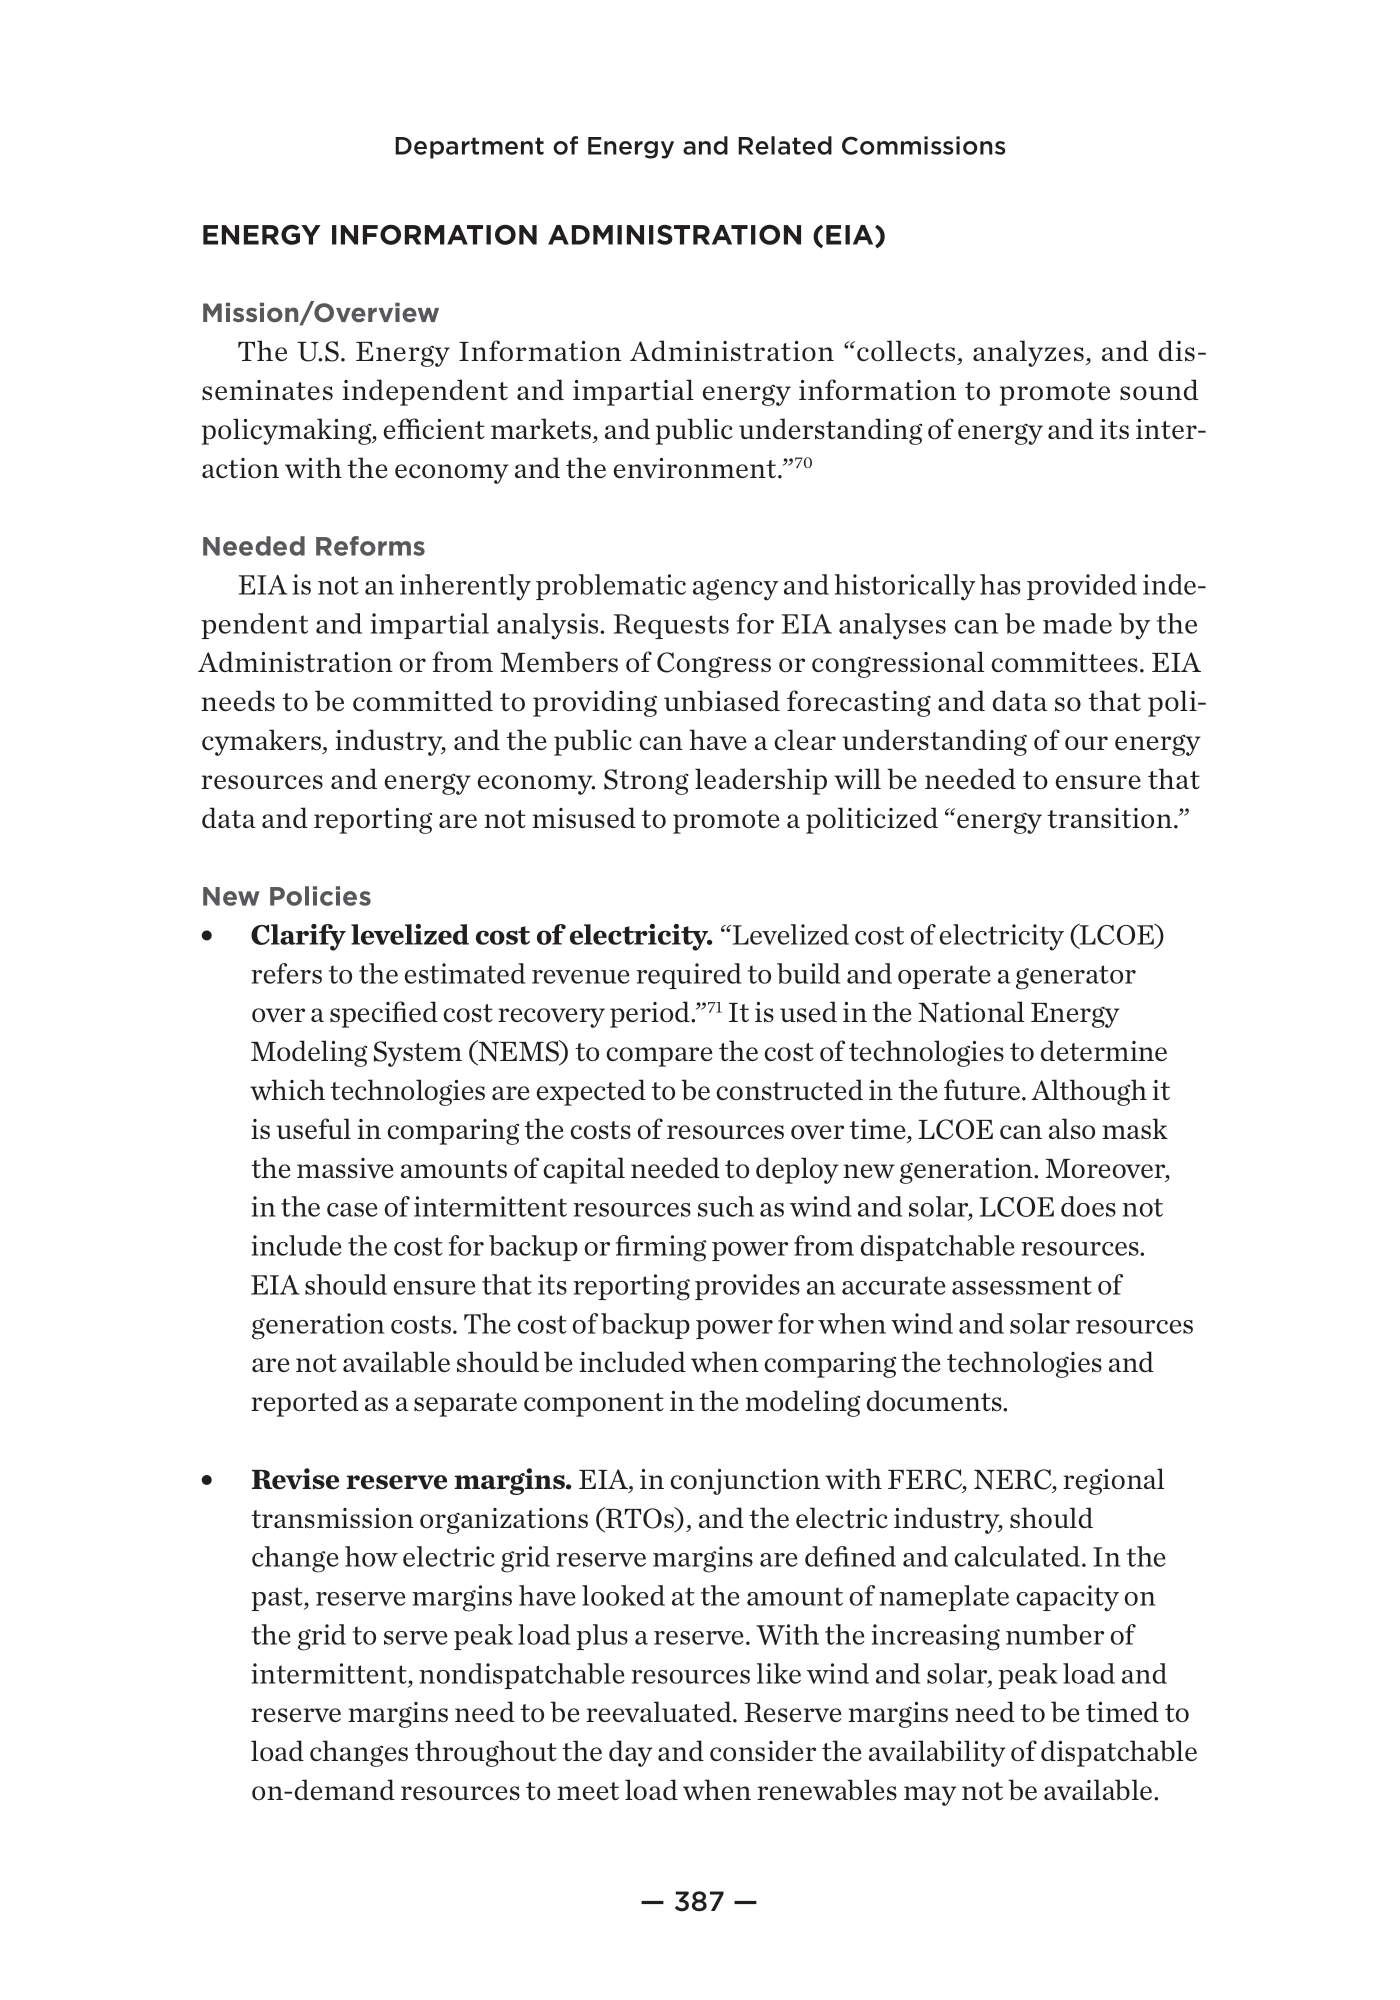 Department of Energy and Related Commissions
ENERGY INFORMATION ADMINISTRATION (EIA)
Mission/Overview
The U.S. Energy Information Administration “collects, analyzes, and dis-
seminates independent and impartial energy information to promote sound
policymaking, efficient markets, and public understanding of energy and its inter-
action with the economy and the environment.”70
Needed Reforms
EIA is not an inherently problematic agency and historically has provided inde-
pendent and impartial analysis. Requests for EIA analyses can be made by the
Administration or from Members of Congress or congressional committees. EIA
needs to be committed to providing unbiased forecasting and data so that poli-
cymakers, industry, and the public can have a clear understanding of our energy
resources and energy economy. Strong leadership will be needed to ensure that
data and reporting are not misused to promote a politicized “energy transition.”
New Policies
• Clarify levelized cost of electricity. “Levelized cost of electricity (LCOE)
refers to the estimated revenue required to build and operate a generator
over a specified cost recovery period.”71 It is used in the National Energy
Modeling System (NEMS) to compare the cost of technologies to determine
which technologies are expected to be constructed in the future. Although it
is useful in comparing the costs of resources over time, LCOE can also mask
the massive amounts of capital needed to deploy new generation. Moreover,
in the case of intermittent resources such as wind and solar, LCOE does not
include the cost for backup or firming power from dispatchable resources.
EIA should ensure that its reporting provides an accurate assessment of
generation costs. The cost of backup power for when wind and solar resources
are not available should be included when comparing the technologies and
reported as a separate component in the modeling documents.
• Revise reserve margins. EIA, in conjunction with FERC, NERC, regional
transmission organizations (RTOs), and the electric industry, should
change how electric grid reserve margins are defined and calculated. In the
past, reserve margins have looked at the amount of nameplate capacity on
the grid to serve peak load plus a reserve. With the increasing number of
intermittent, nondispatchable resources like wind and solar, peak load and
reserve margins need to be reevaluated. Reserve margins need to be timed to
load changes throughout the day and consider the availability of dispatchable
on-demand resources to meet load when renewables may not be available.
— 387 —